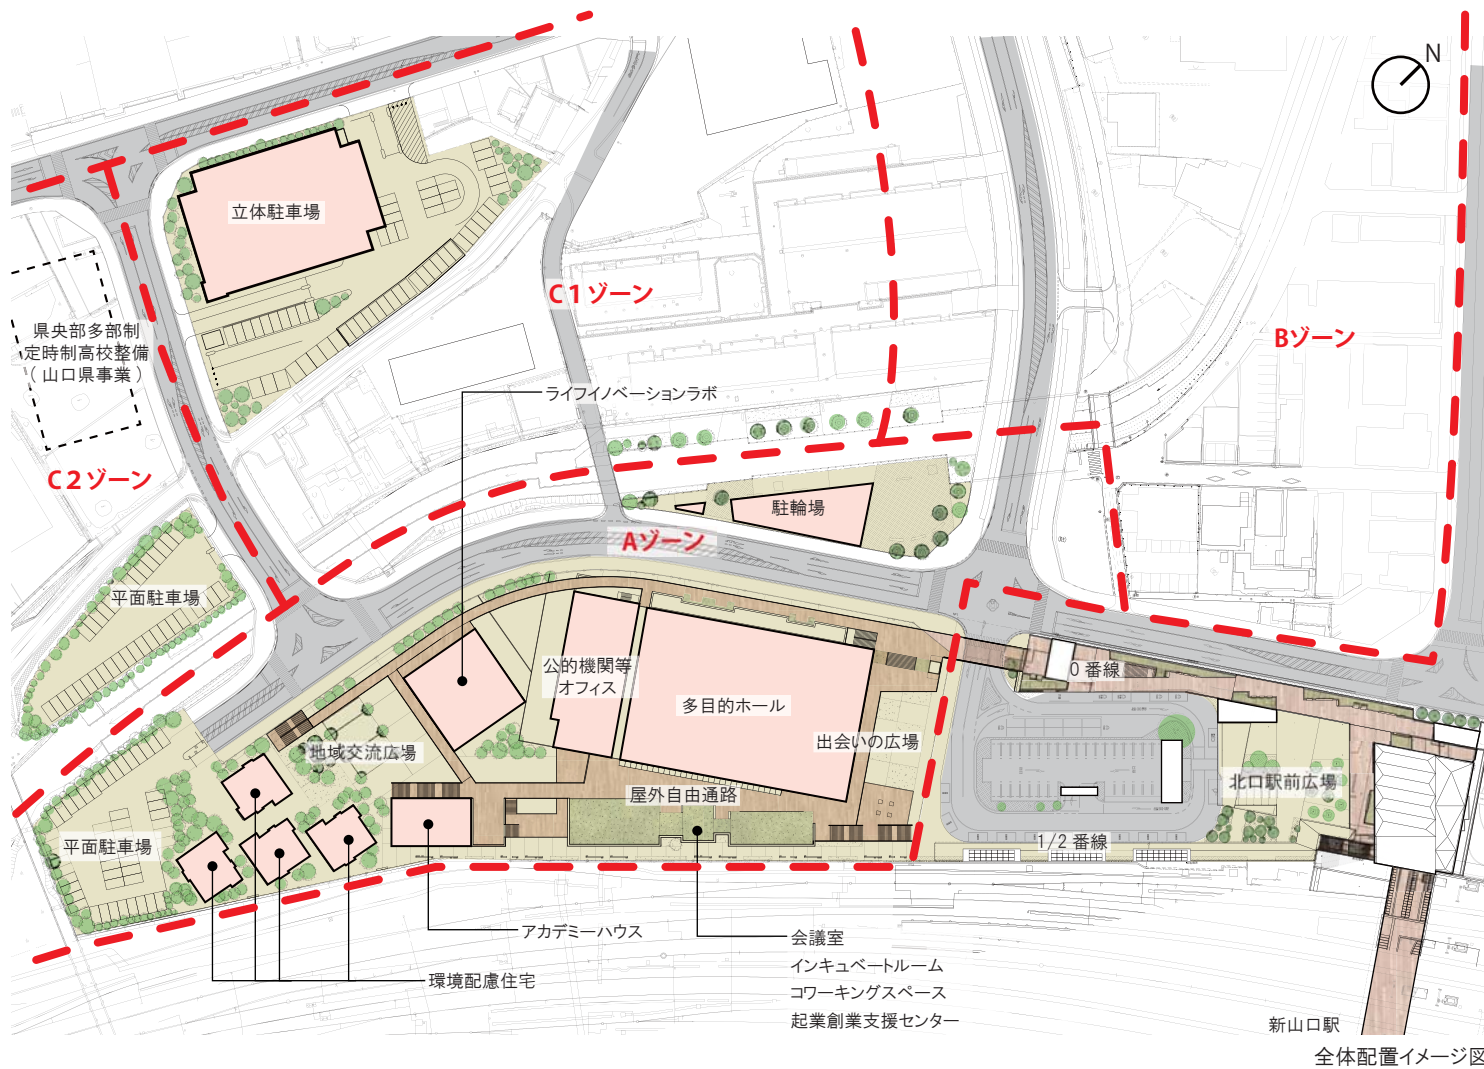 N
立体駐車場
C1ゾーン
Bゾーン
県央部多部制
定時制高校整備
(山口県事業)
ライフイノベーションラボ
C2ゾーン
駐輪場
Aゾーン
平面駐車場
公的機関等
オフィス
0番線
多目的ホール
出会いの広場
地域交流広場
北口駅前広場
屋外自由通路
平面駐車場
1/2番線
アカデミーハウス
会議室
インキュベートルーム
コワーキングスペース
起業創業支援センター
環境配慮住宅
新山口駅
全体配置イメージ図